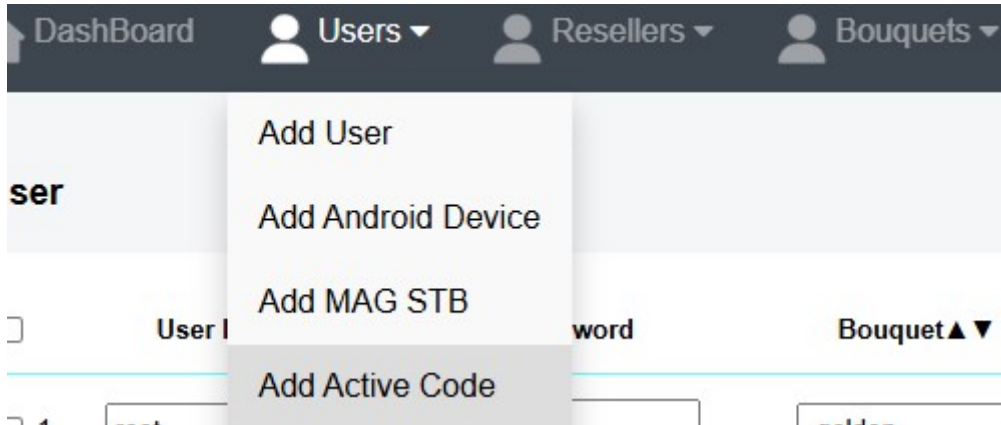 DashBoard Users ▾ Resellers ▾ Bouquets ▾
Add User
ser
Add Android Device
Add MAG STB
User word Bouquet▲▼
Add Active Code